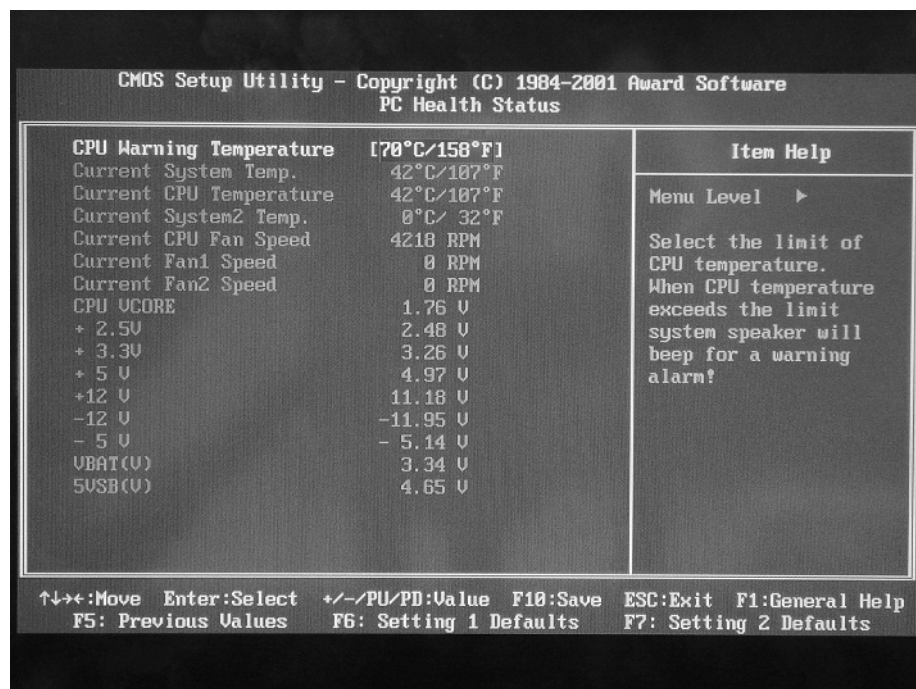 CMOS Setup Utility – Copyright (C) 1984–2001 Award Software
PC Health Status
CPU Warning Temperature [70°C/158°F]
Current System Temp. 42°C/107°F
Current CPU Temperature 42°C/107°F
Current System2 Temp. 0°C/ 32°F
Current CPU Fan Speed 4218 RPM
Current Fan1 Speed 0 RPM
Current Fan2 Speed 0 RPM
CPU VCORE 1.76 V
+ 2.5V 2.48 V
+ 3.3V 3.26 V
+ 5 V 4.97 V
+12 V 11.18 V
–12 V –11.95 V
– 5 V – 5.14 V
VBAT(V) 3.34 V
5VSB(V) 4.65 V
Item Help
Menu Level ▶
Select the limit of
CPU temperature.
When CPU temperature
exceeds the limit
system speaker will
beep for a warning
alarm!
↑↓→←:Move Enter:Select +/–/PU/PD:Value F10:Save ESC:Exit F1:General Help
F5: Previous Values F6: Setting 1 Defaults F7: Setting 2 Defaults